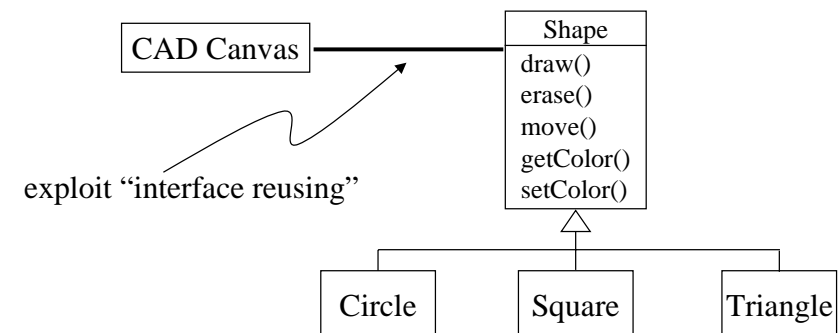 CAD Canvas
Shape
draw()
erase()
move()
getColor()
setColor()
exploit “interface reusing”
Circle
Square
Triangle